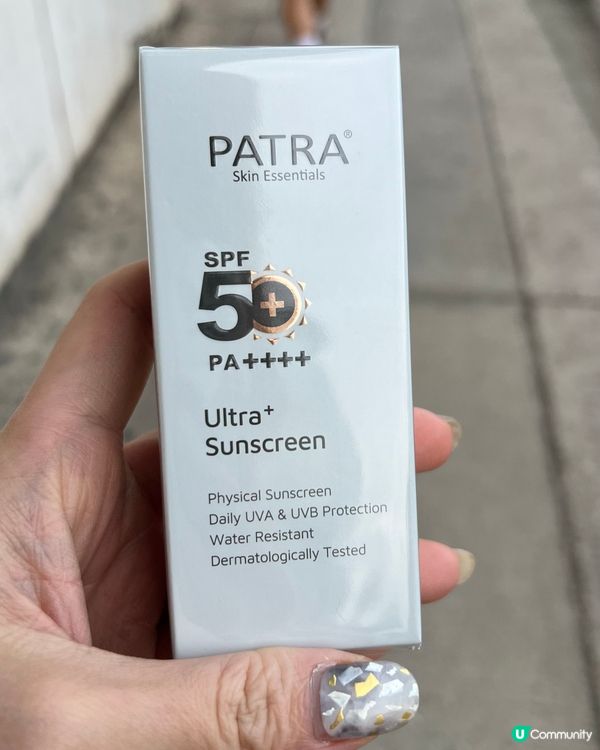 PATRA®
Skin Essentials
SPF
50+
PA++++
Ultra+
Sunscreen
Physical Sunscreen
Daily UVA & UVB Protection
Water Resistant
Dermatologically Tested
U Community